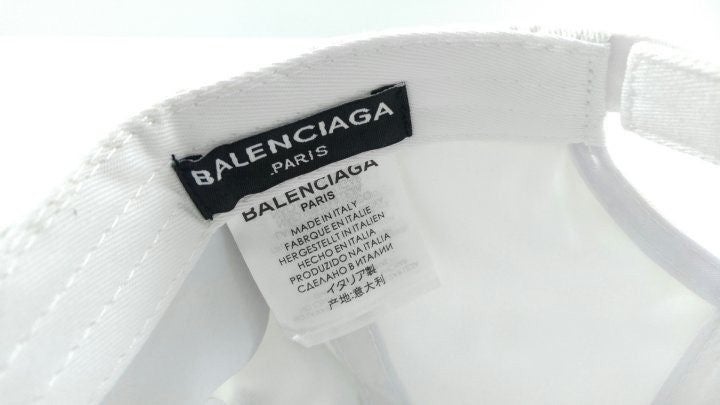 BALENCIAGA
PARIS
BALENCIAGA
PARIS
MADE IN ITALY
FABRIQUE EN ITALIE
HERGESTELLT IN ITALIEN
HECHO EN ITALIA
PRODUZIDO NA ITALIA
СДЕЛАНО В ИТАЛИИ
イタリア製
产地:意大利